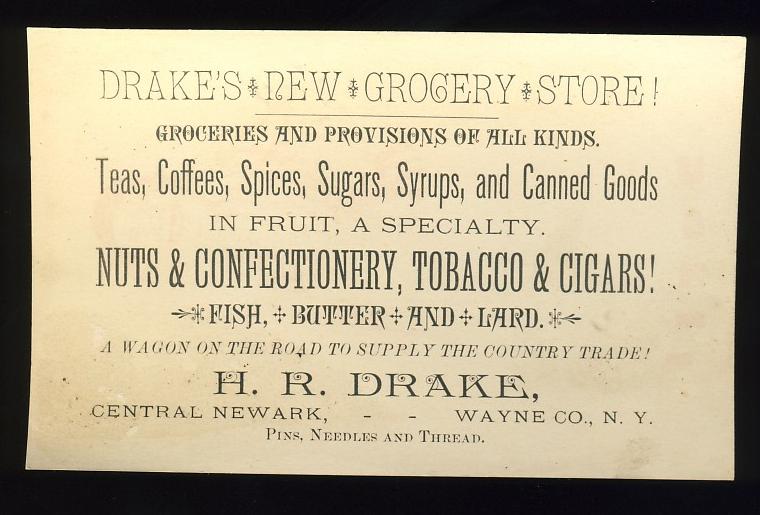 DRAKE'S NEW GROCERY STORE!
GROCERIES AND PROVISIONS OF ALL KINDS.
Teas, Coffees, Spices, Sugars, Syrups, and Canned Goods
IN FRUIT, A SPECIALTY.
NUTS & CONFECTIONERY, TOBACCO & CIGARS!
FISH, BUTTER AND LARD.
A WAGON ON THE ROAD TO SUPPLY THE COUNTRY TRADE!
H. R. DRAKE,
CENTRAL NEWARK, - - WAYNE CO., N. Y.
PINS, NEEDLES AND THREAD.